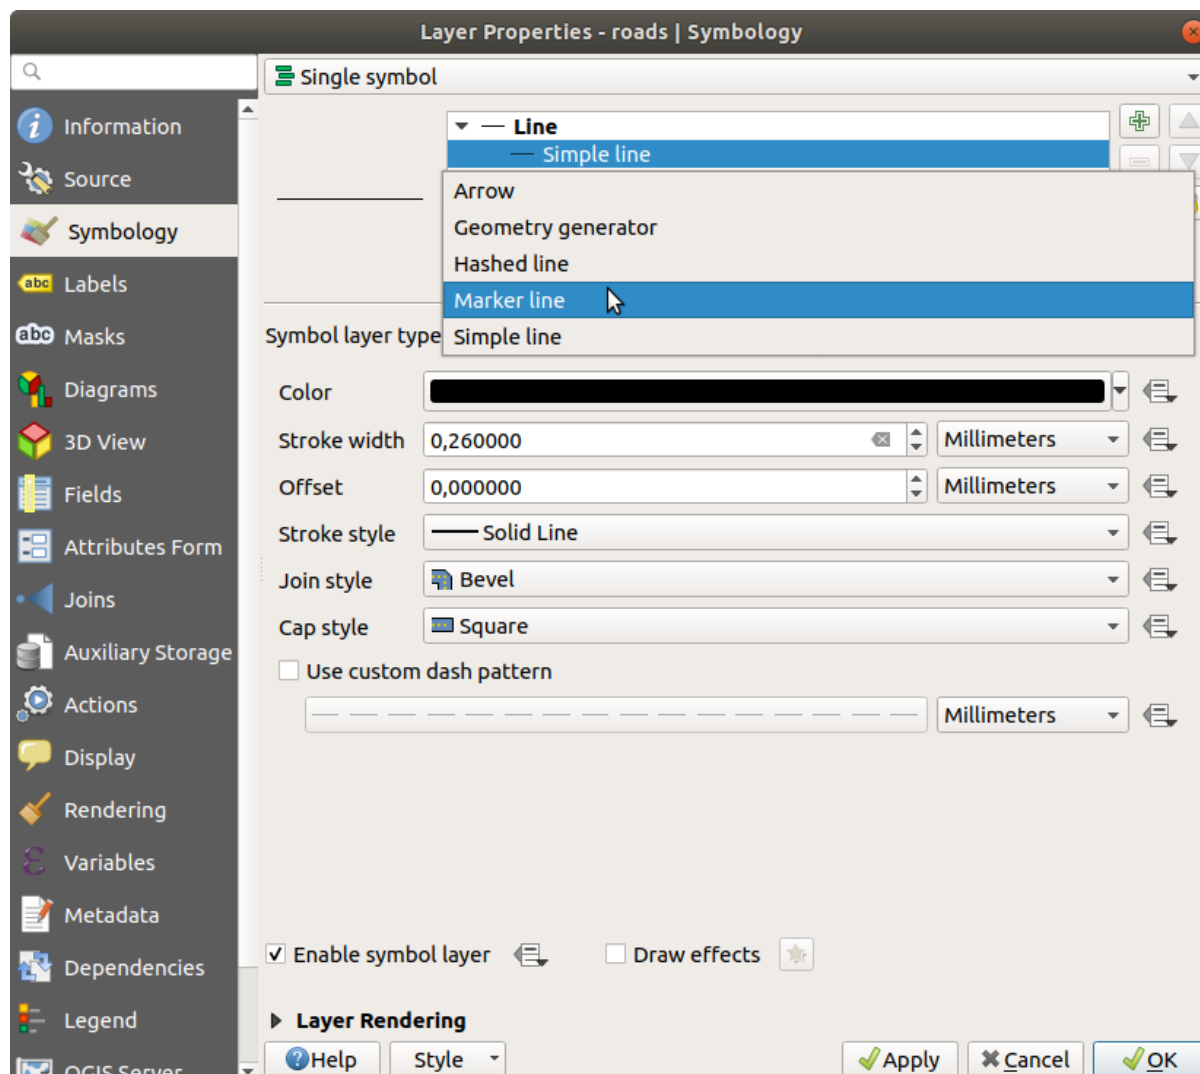 Layer Properties - roads | Symbology
Single symbol
Information
Source
Symbology
Labels
Masks
Diagrams
3D View
Fields
Attributes Form
Joins
Auxiliary Storage
Actions
Display
Rendering
Variables
Metadata
Dependencies
Legend
QGIS Server
Line
Simple line
Arrow
Geometry generator
Hashed line
Marker line
Simple line
Symbol layer type
Color
Stroke width 0,260000 Millimeters
Offset 0,000000 Millimeters
Stroke style Solid Line
Join style Bevel
Cap style Square
Use custom dash pattern
Millimeters
Enable symbol layer Draw effects
Layer Rendering
Help Style Apply Cancel OK